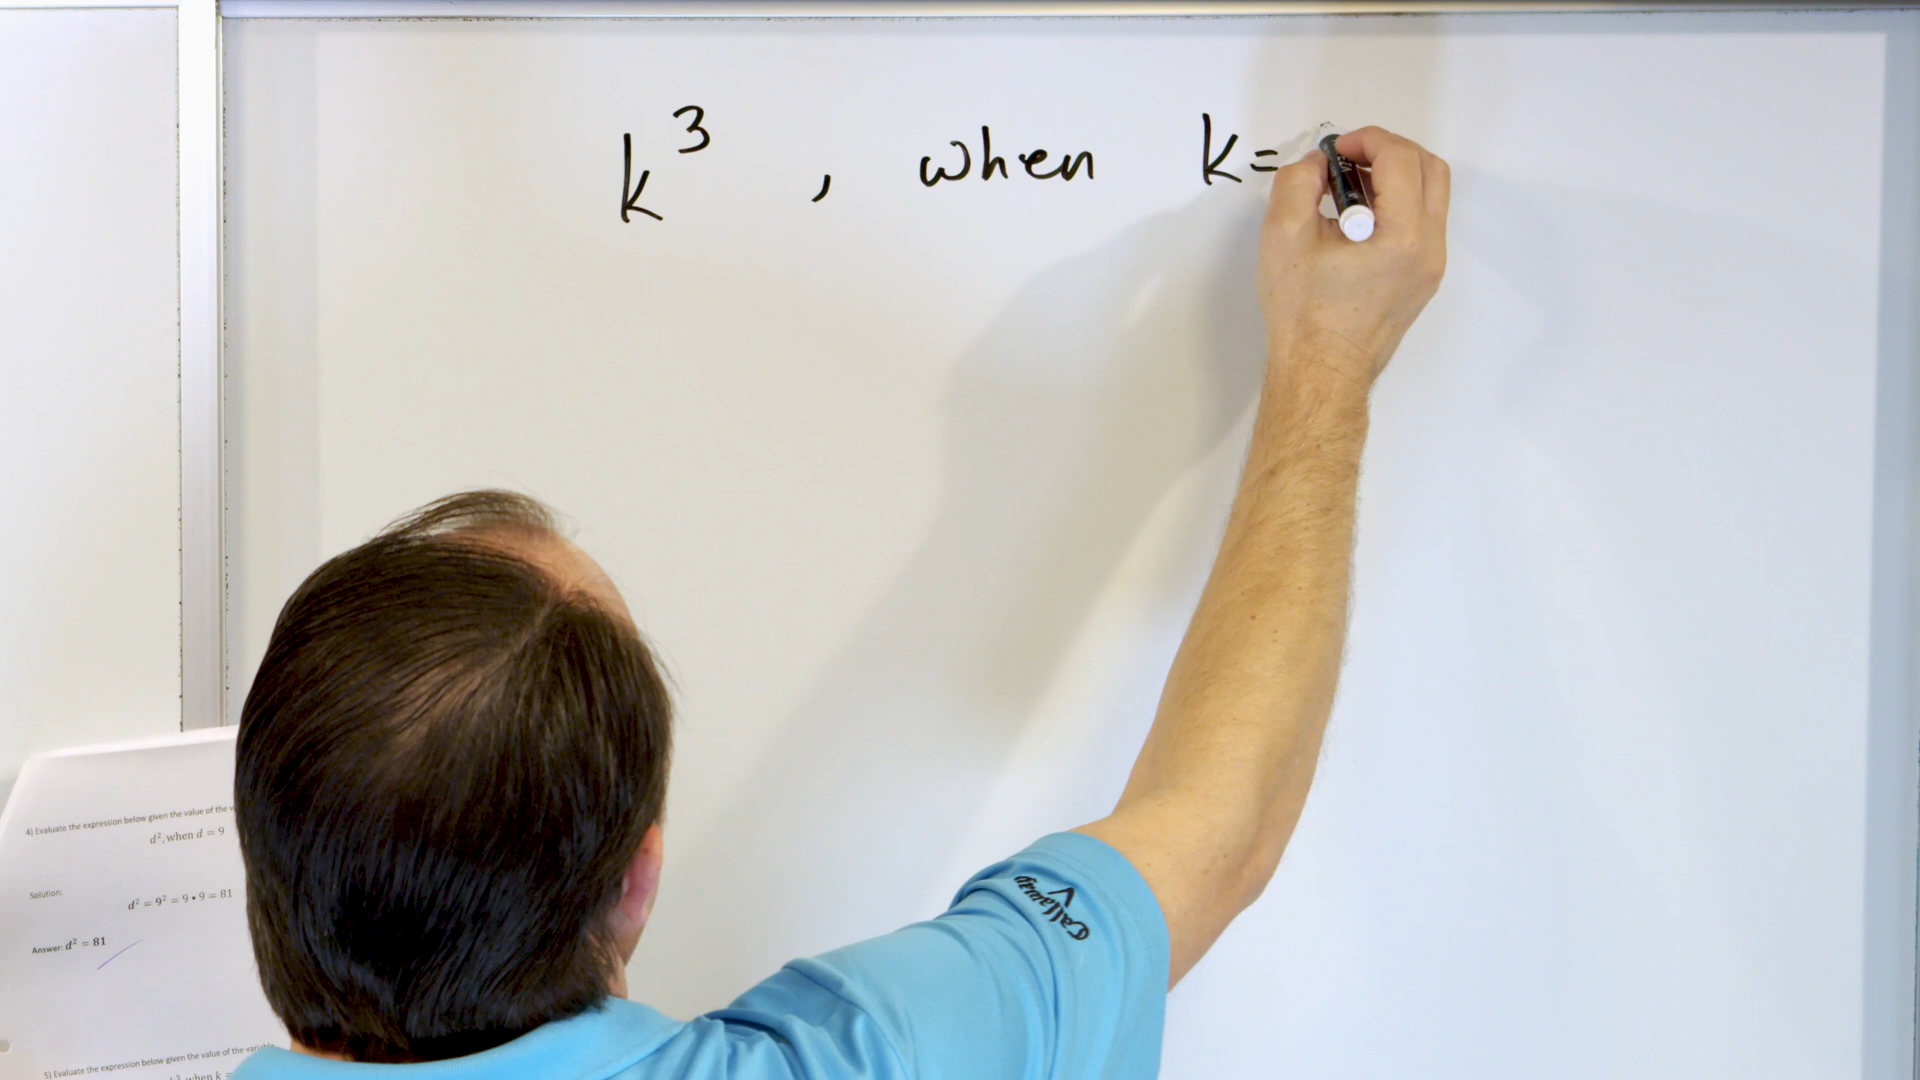 k³ , when k=
4) Evaluate the expression below given the value of the
d², when d = 9
Solution:
d² = 9² = 9 • 9 = 81
Answer: d² = 81
Callaway
5) Evaluate the expression below given the value of the variable
when k =